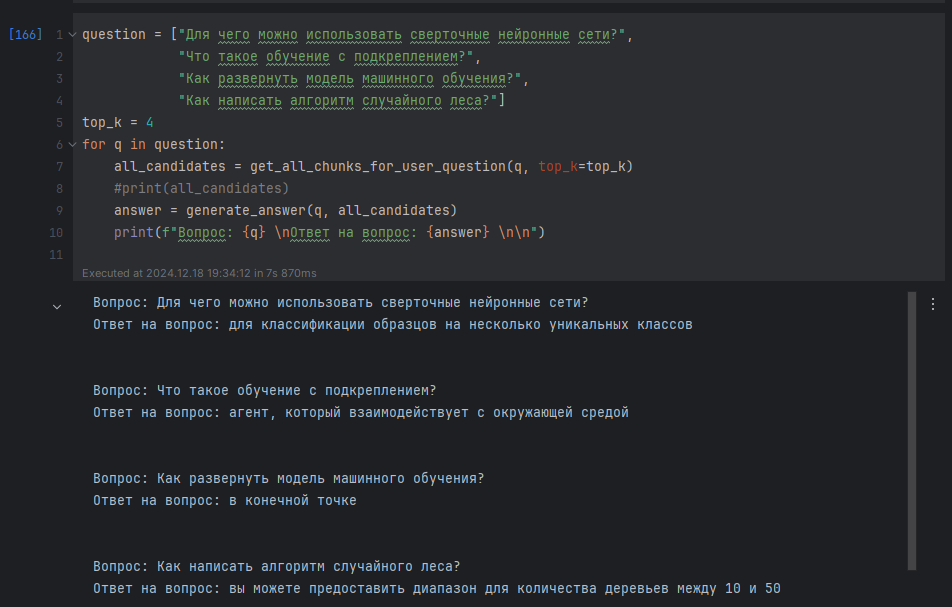 [166]
1 question = ["Для чего можно использовать сверточные нейронные сети?",
2 "Что такое обучение с подкреплением?",
3 "Как развернуть модель машинного обучения?",
4 "Как написать алгоритм случайного леса?"]
5 top_k = 4
6 for q in question:
7 all_candidates = get_all_chunks_for_user_question(q, top_k=top_k)
8 #print(all_candidates)
9 answer = generate_answer(q, all_candidates)
10 print(f"Вопрос: {q} \nОтвет на вопрос: {answer} \n\n")
11
Executed at 2024.12.18 19:34:12 in 7s 870ms
Вопрос: Для чего можно использовать сверточные нейронные сети?
Ответ на вопрос: для классификации образцов на несколько уникальных классов
Вопрос: Что такое обучение с подкреплением?
Ответ на вопрос: агент, который взаимодействует с окружающей средой
Вопрос: Как развернуть модель машинного обучения?
Ответ на вопрос: в конечной точке
Вопрос: Как написать алгоритм случайного леса?
Ответ на вопрос: вы можете предоставить диапазон для количества деревьев между 10 и 50